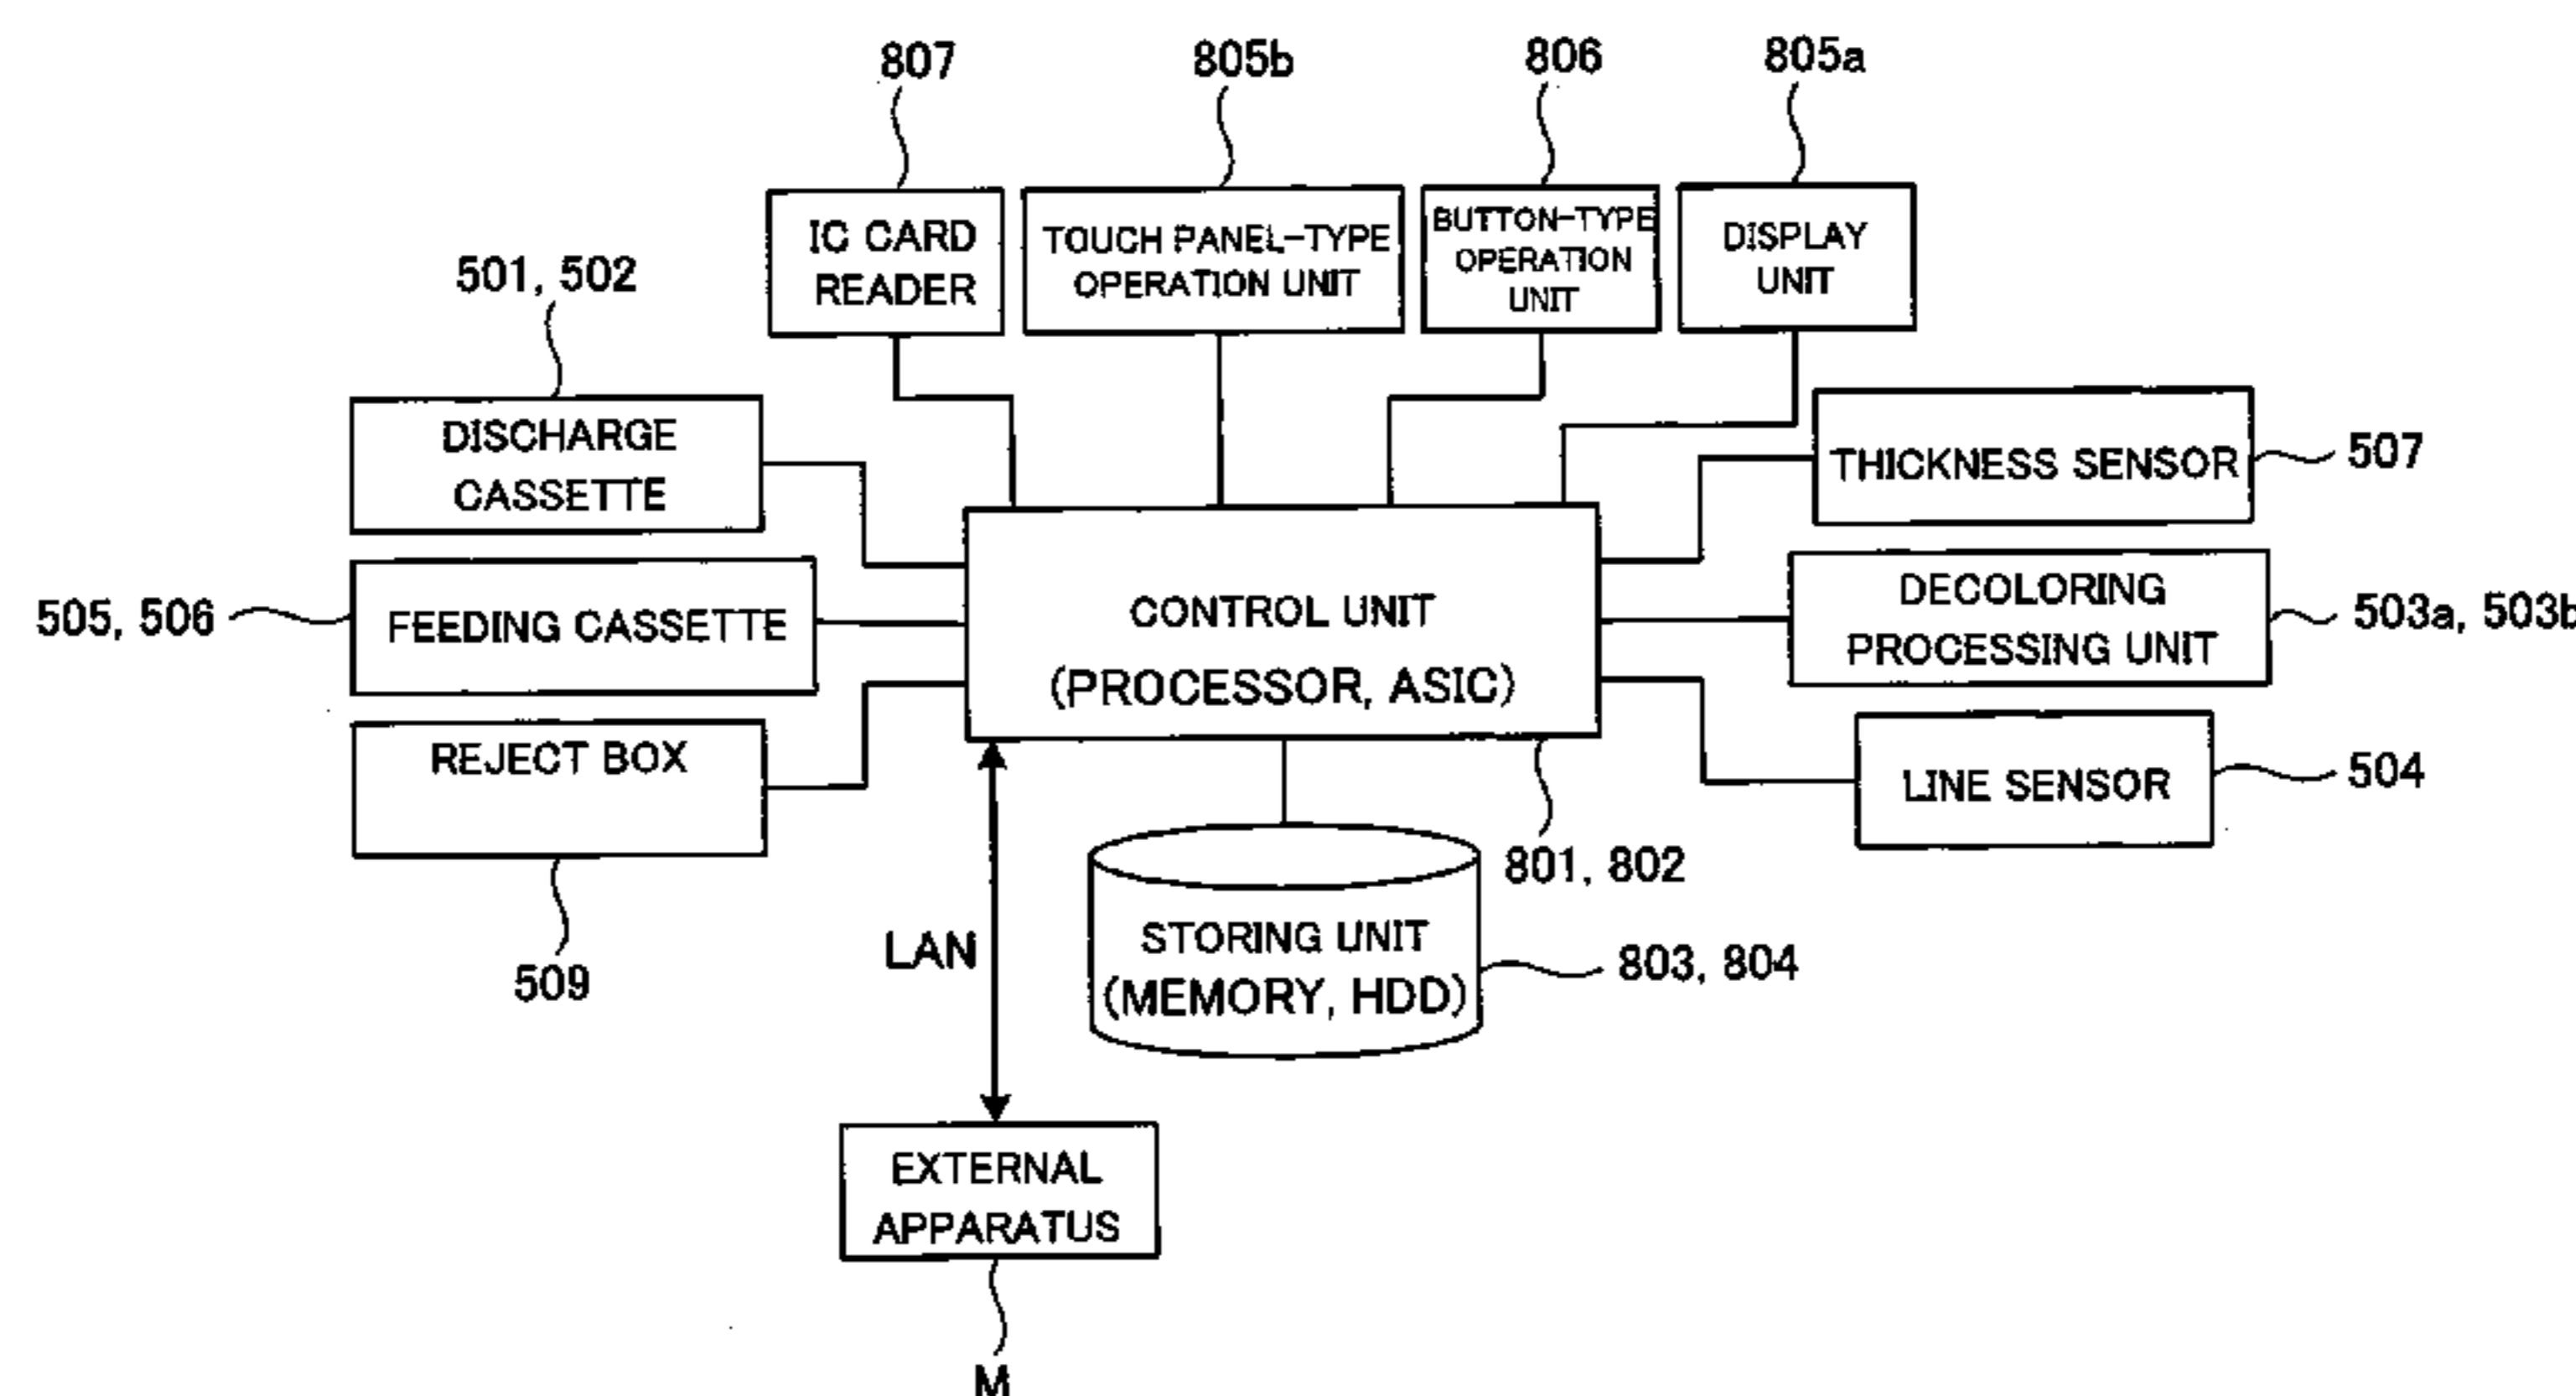 807
805b
806
805a
IC CARD
READER
TOUCH PANEL-TYPE
OPERATION UNIT
BUTTON-TYPE
OPERATION
UNIT
DISPLAY
UNIT
501, 502
DISCHARGE
CASSETTE
THICKNESS SENSOR
507
505, 506
FEEDING CASSETTE
CONTROL UNIT
(PROCESSOR, ASIC)
DECOLORING
PROCESSING UNIT
503a, 503b
REJECT BOX
LINE SENSOR
504
509
801, 802
LAN
STORING UNIT
(MEMORY, HDD)
803, 804
EXTERNAL
APPARATUS
M